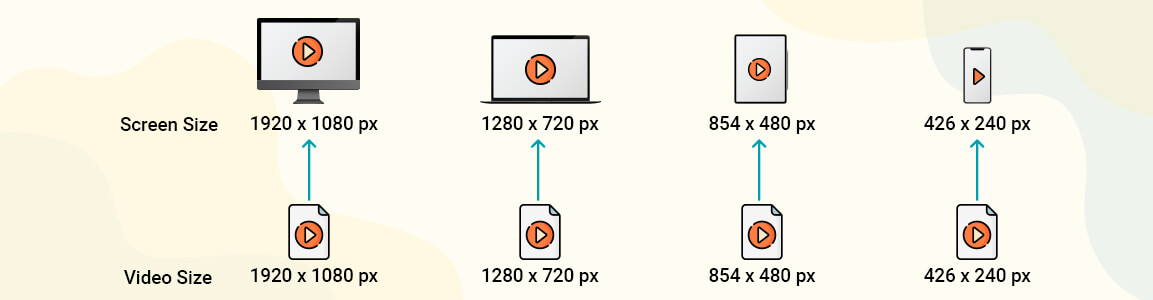 Screen Size 1920 x 1080 px 1280 x 720 px 854 x 480 px 426 x 240 px
Video Size 1920 x 1080 px 1280 x 720 px 854 x 480 px 426 x 240 px